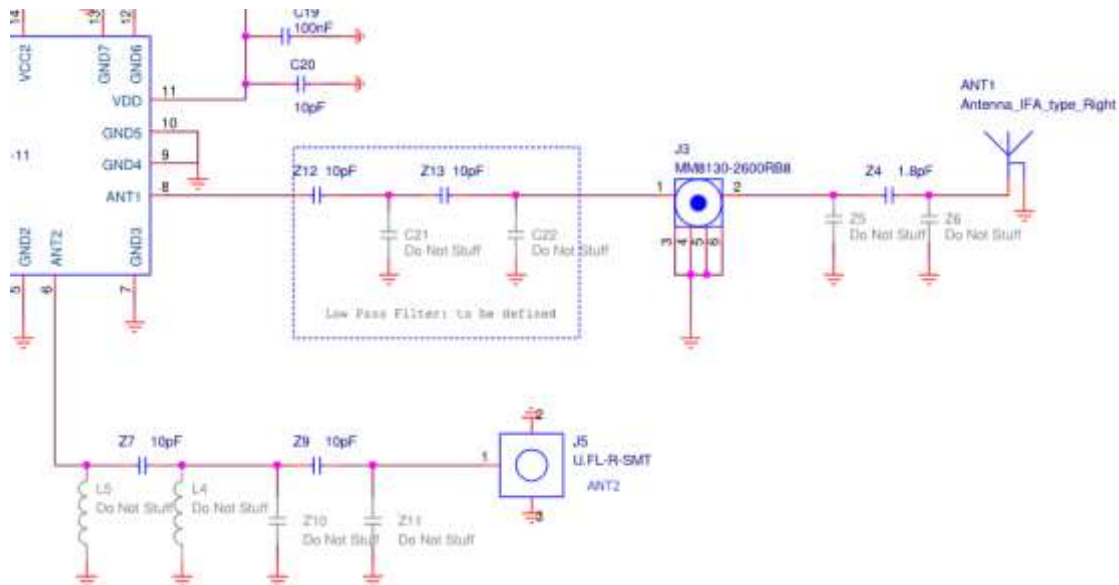 14
13
12
C19
100nF
VCC2
GND7
GND6
C20
10pF
VDD
11
GND5
10
-11
GND4
9
ANT1
8
GND2
ANT2
GND3
5
6
7
Z12 10pF
Z13 10pF
C21
Do Not Stuff
C22
Do Not Stuff
Low Pass Filter: to be defined
J3
MM8130-2600RB8
1
2
3
4
5
6
ANT1
Antenna_IFA_type_Right
Z4 1.8pF
Z5
Do Not Stuff
Z6
Do Not Stuff
Z7 10pF
Z9 10pF
L5
Do Not Stuff
L4
Do Not Stuff
Z10
Do Not Stuff
Z11
Do Not Stuff
2
1
J5
U.FL-R-SMT
ANT2
3